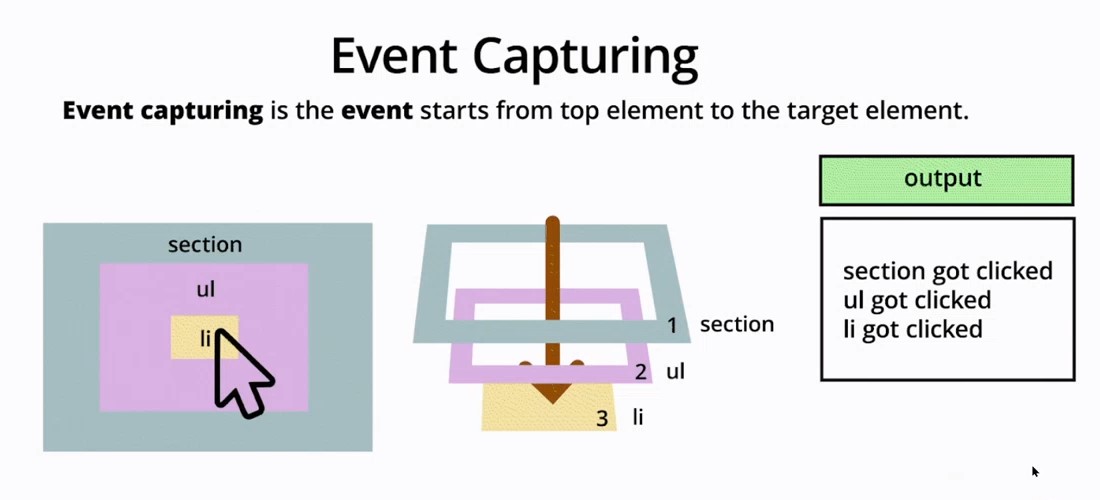 Event Capturing
Event capturing is the event starts from top element to the target element.
output
section
ul
li
1 section
2 ul
3 li
section got clicked
ul got clicked
li got clicked